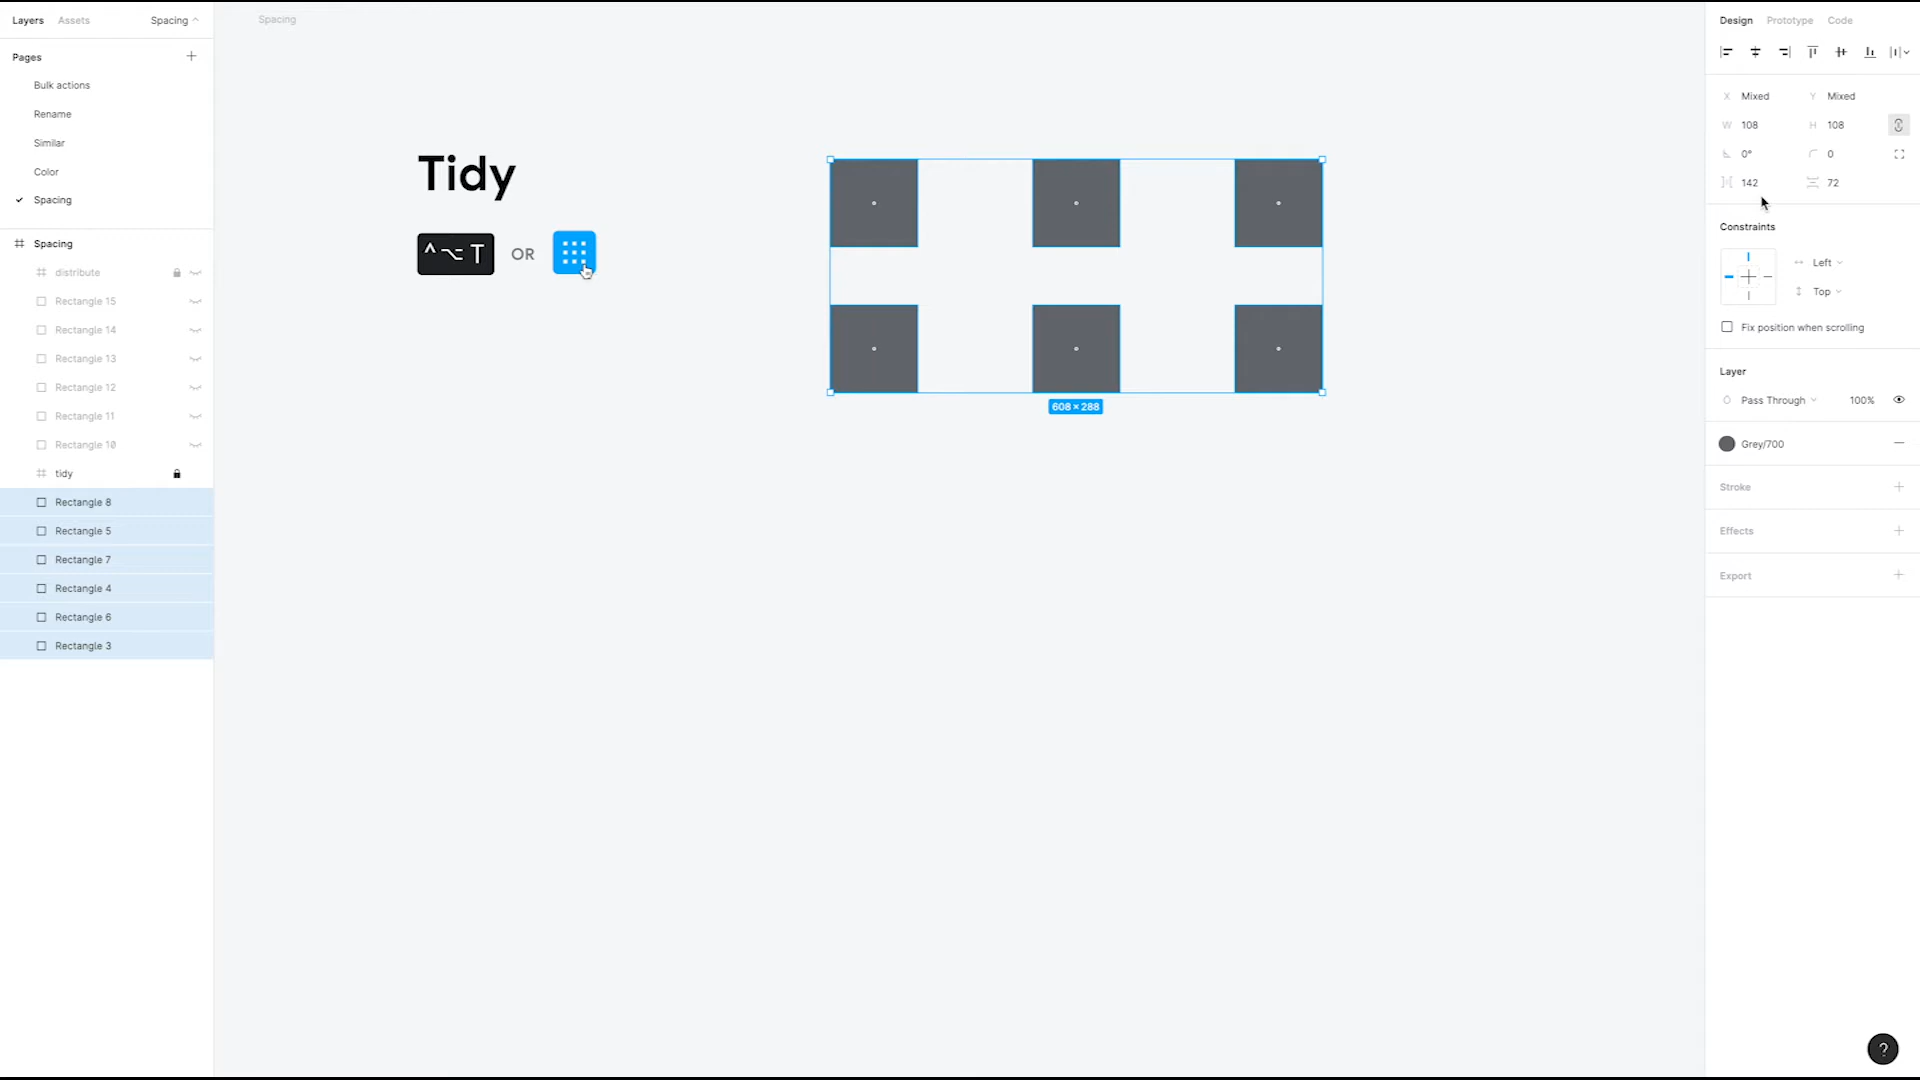 Layers Assets Spacing
Pages
Bulk actions
Rename
Similar
Color
Spacing
Spacing
distribute
Rectangle 15
Rectangle 14
Rectangle 13
Rectangle 12
Rectangle 11
Rectangle 10
tidy
Rectangle 8
Rectangle 5
Rectangle 7
Rectangle 4
Rectangle 6
Rectangle 3
Spacing
Tidy
^⌥T OR
608 × 288
Design Prototype Code
X Mixed Y Mixed
W 108 H 108
0° 0
142 72
Constraints
Left
Top
Fix position when scrolling
Layer
Pass Through 100%
Grey/700
Stroke
Effects
Export
?